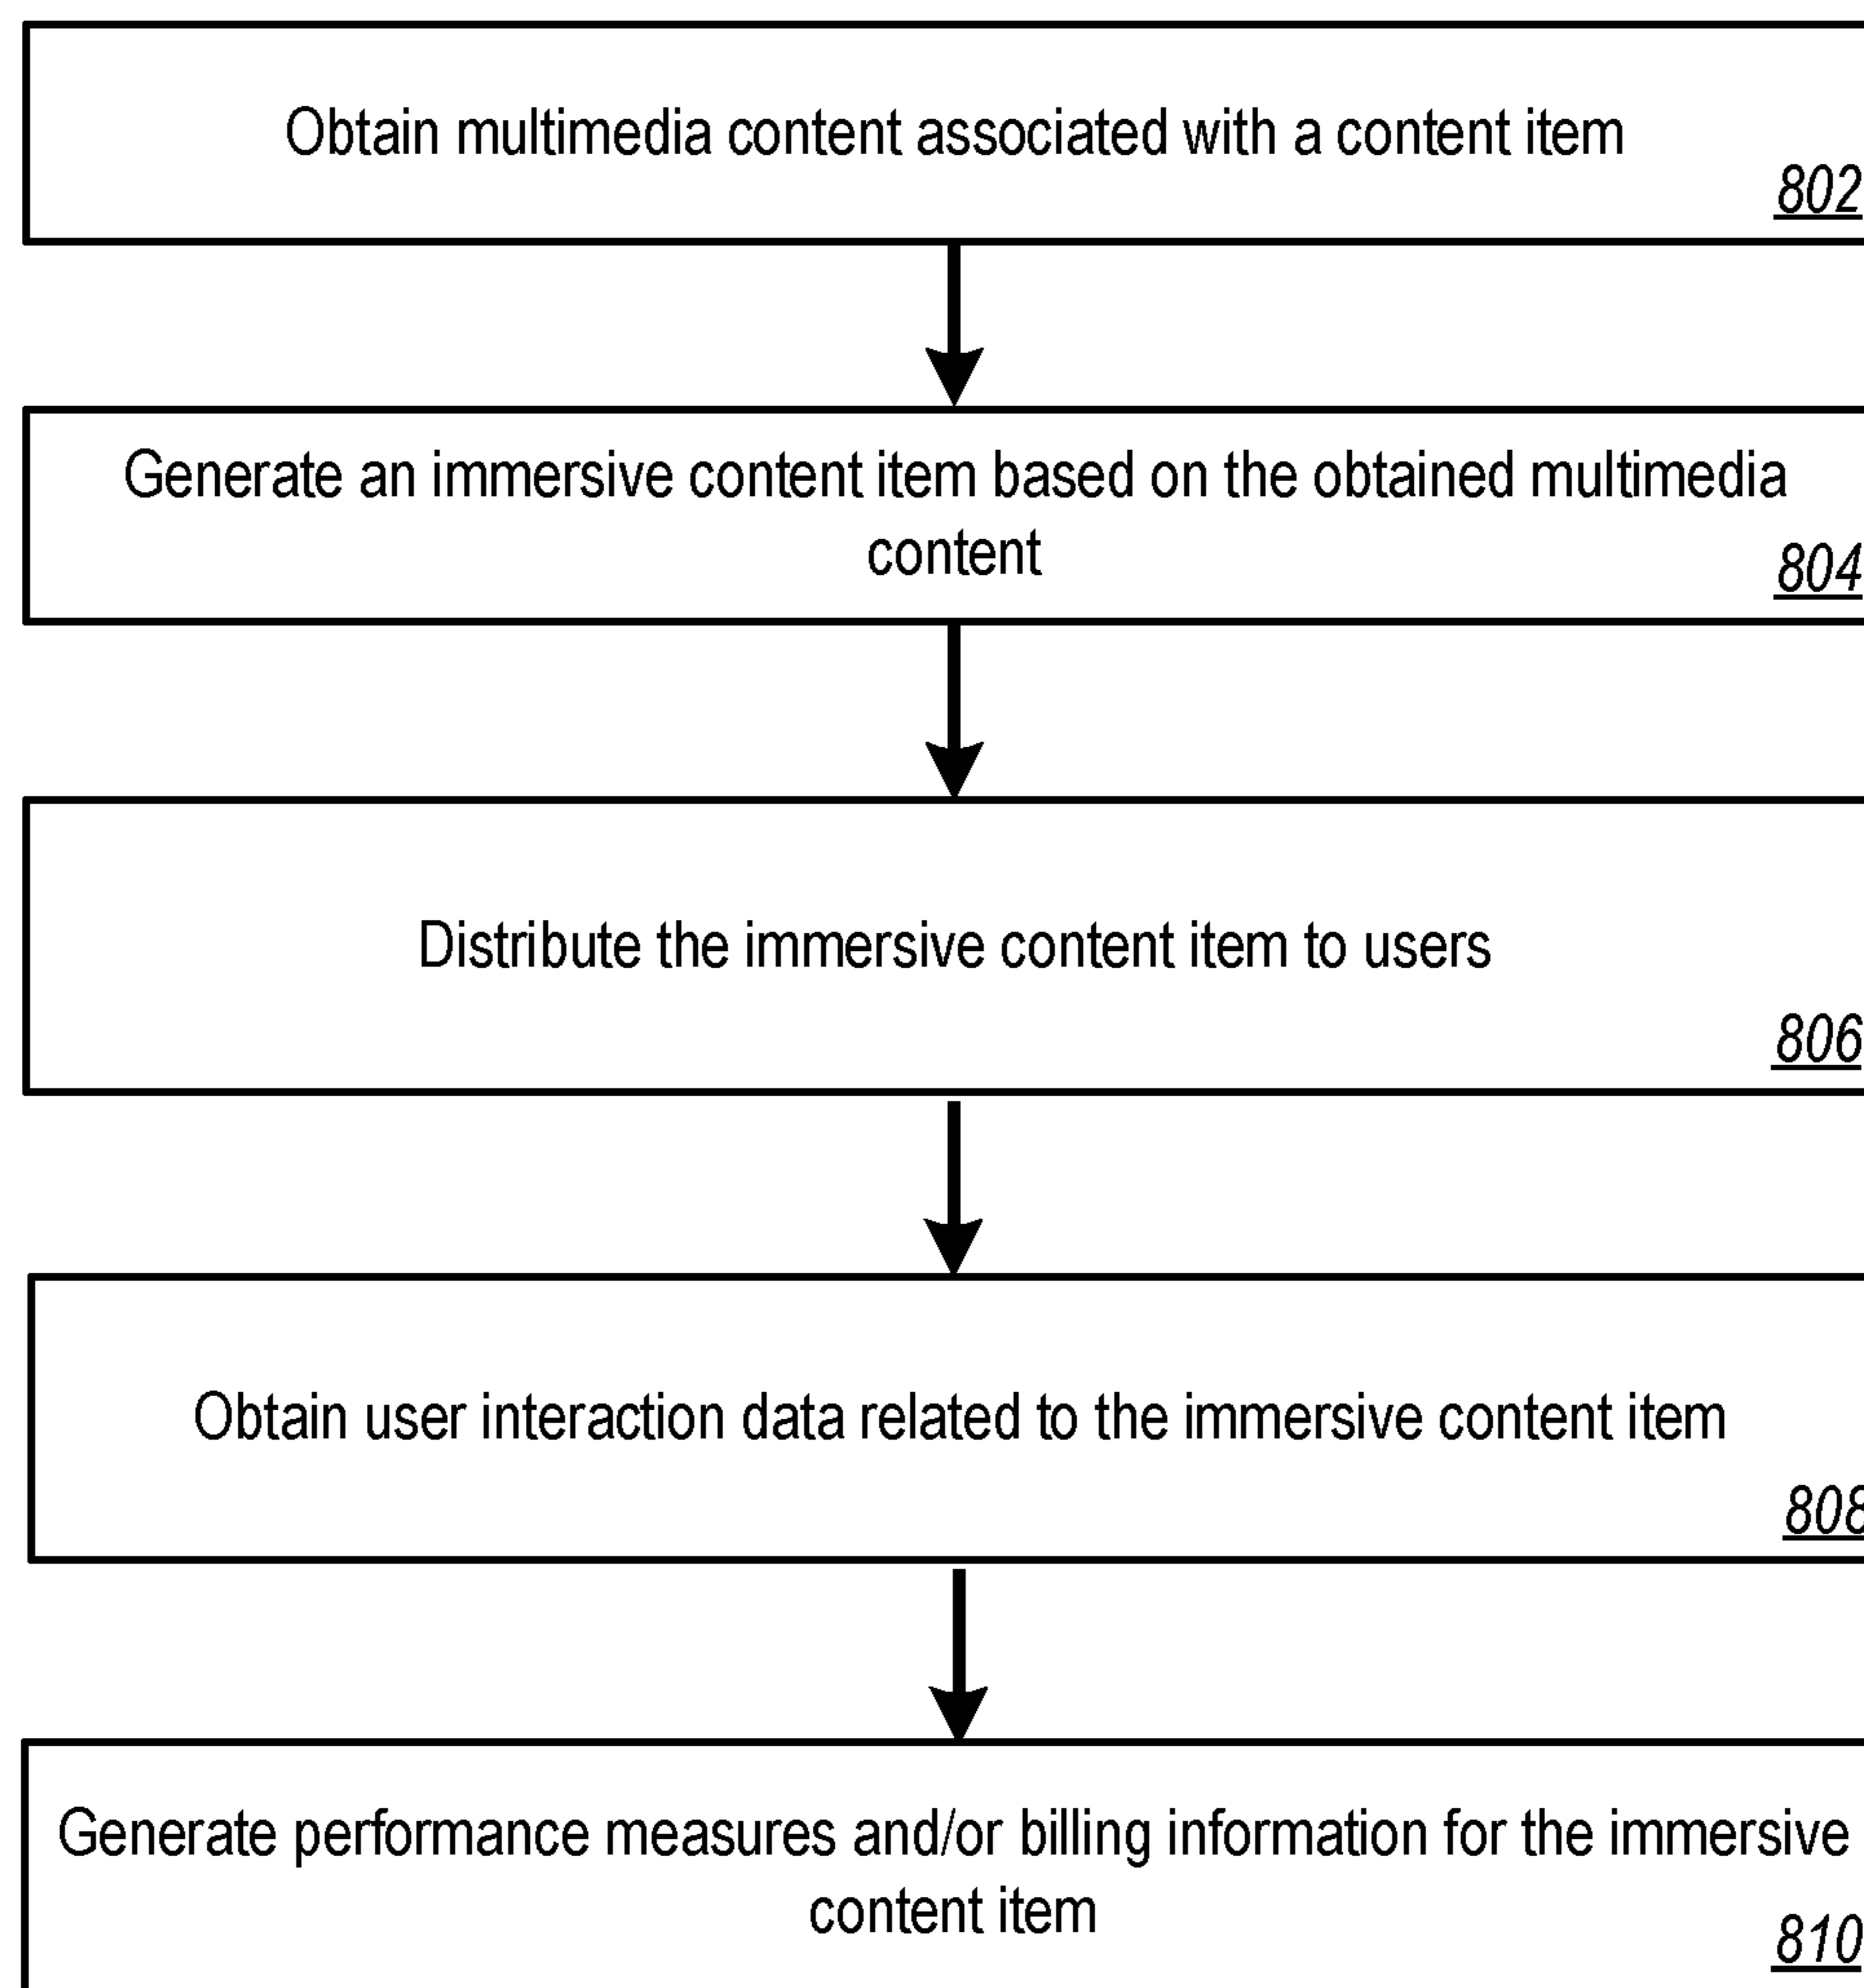 Obtain multimedia content associated with a content item
802
Generate an immersive content item based on the obtained multimedia
content
804
Distribute the immersive content item to users
806
Obtain user interaction data related to the immersive content item
808
Generate performance measures and/or billing information for the immersive
content item
810